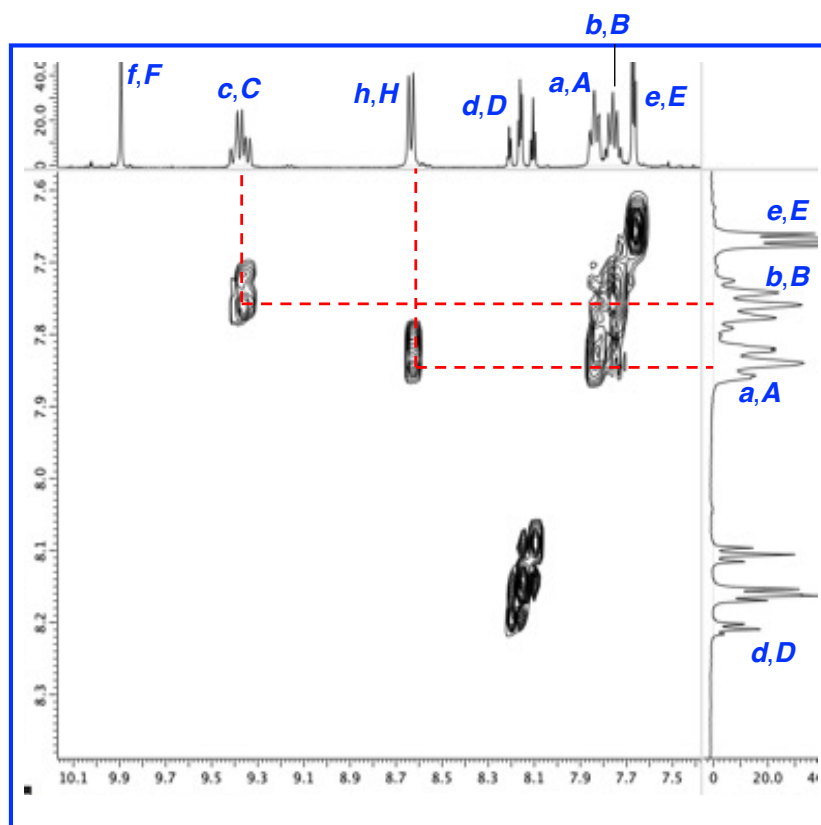 b,B
f,F
c,C
h,H
d,D
a,A
e,E
40.0
20.0
0
7.6
7.7
7.8
7.9
8.0
8.1
8.2
8.3
e,E
b,B
a,A
d,D
10.1 9.9 9.7 9.5 9.3 9.1 8.9 8.7 8.5 8.3 8.1 7.9 7.7 7.5
0 20.0 40